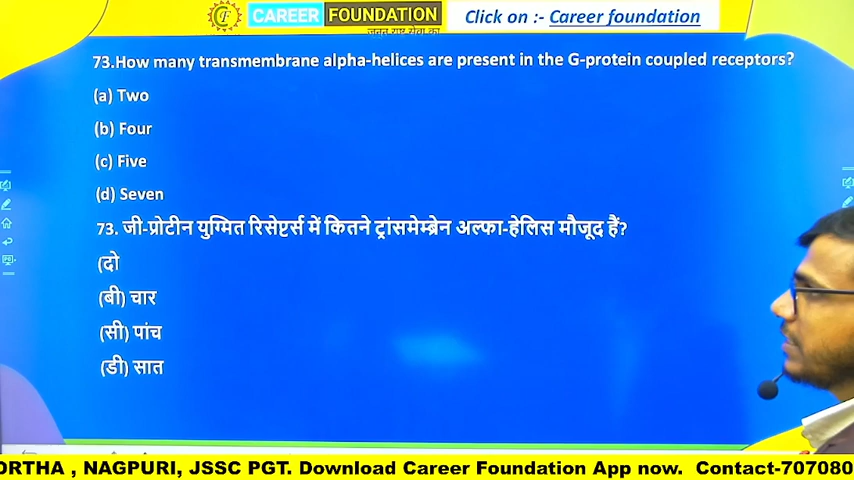 CAREER FOUNDATION
जनन राष्ट्र सेवा का
Click on :- Career foundation
73.How many transmembrane alpha-helices are present in the G-protein coupled receptors?
(a) Two
(b) Four
(c) Five
(d) Seven
73. जी-प्रोटीन युग्मित रिसेप्टर्स में कितने ट्रांसमेम्ब्रेन अल्फा-हेलिस मौजूद हैं?
(दो
(बी) चार
(सी) पांच
(डी) सात
ORTHA , NAGPURI, JSSC PGT. Download Career Foundation App now. Contact-707080